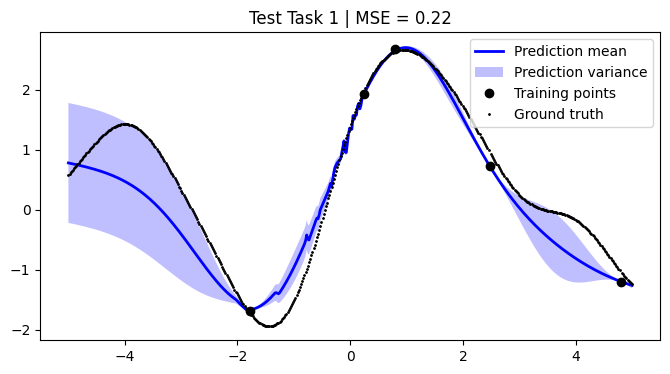 Test Task 1 | MSE = 0.22
Prediction mean
Prediction variance
Training points
Ground truth
2
1
0
−1
−2
−4
−2
0
2
4